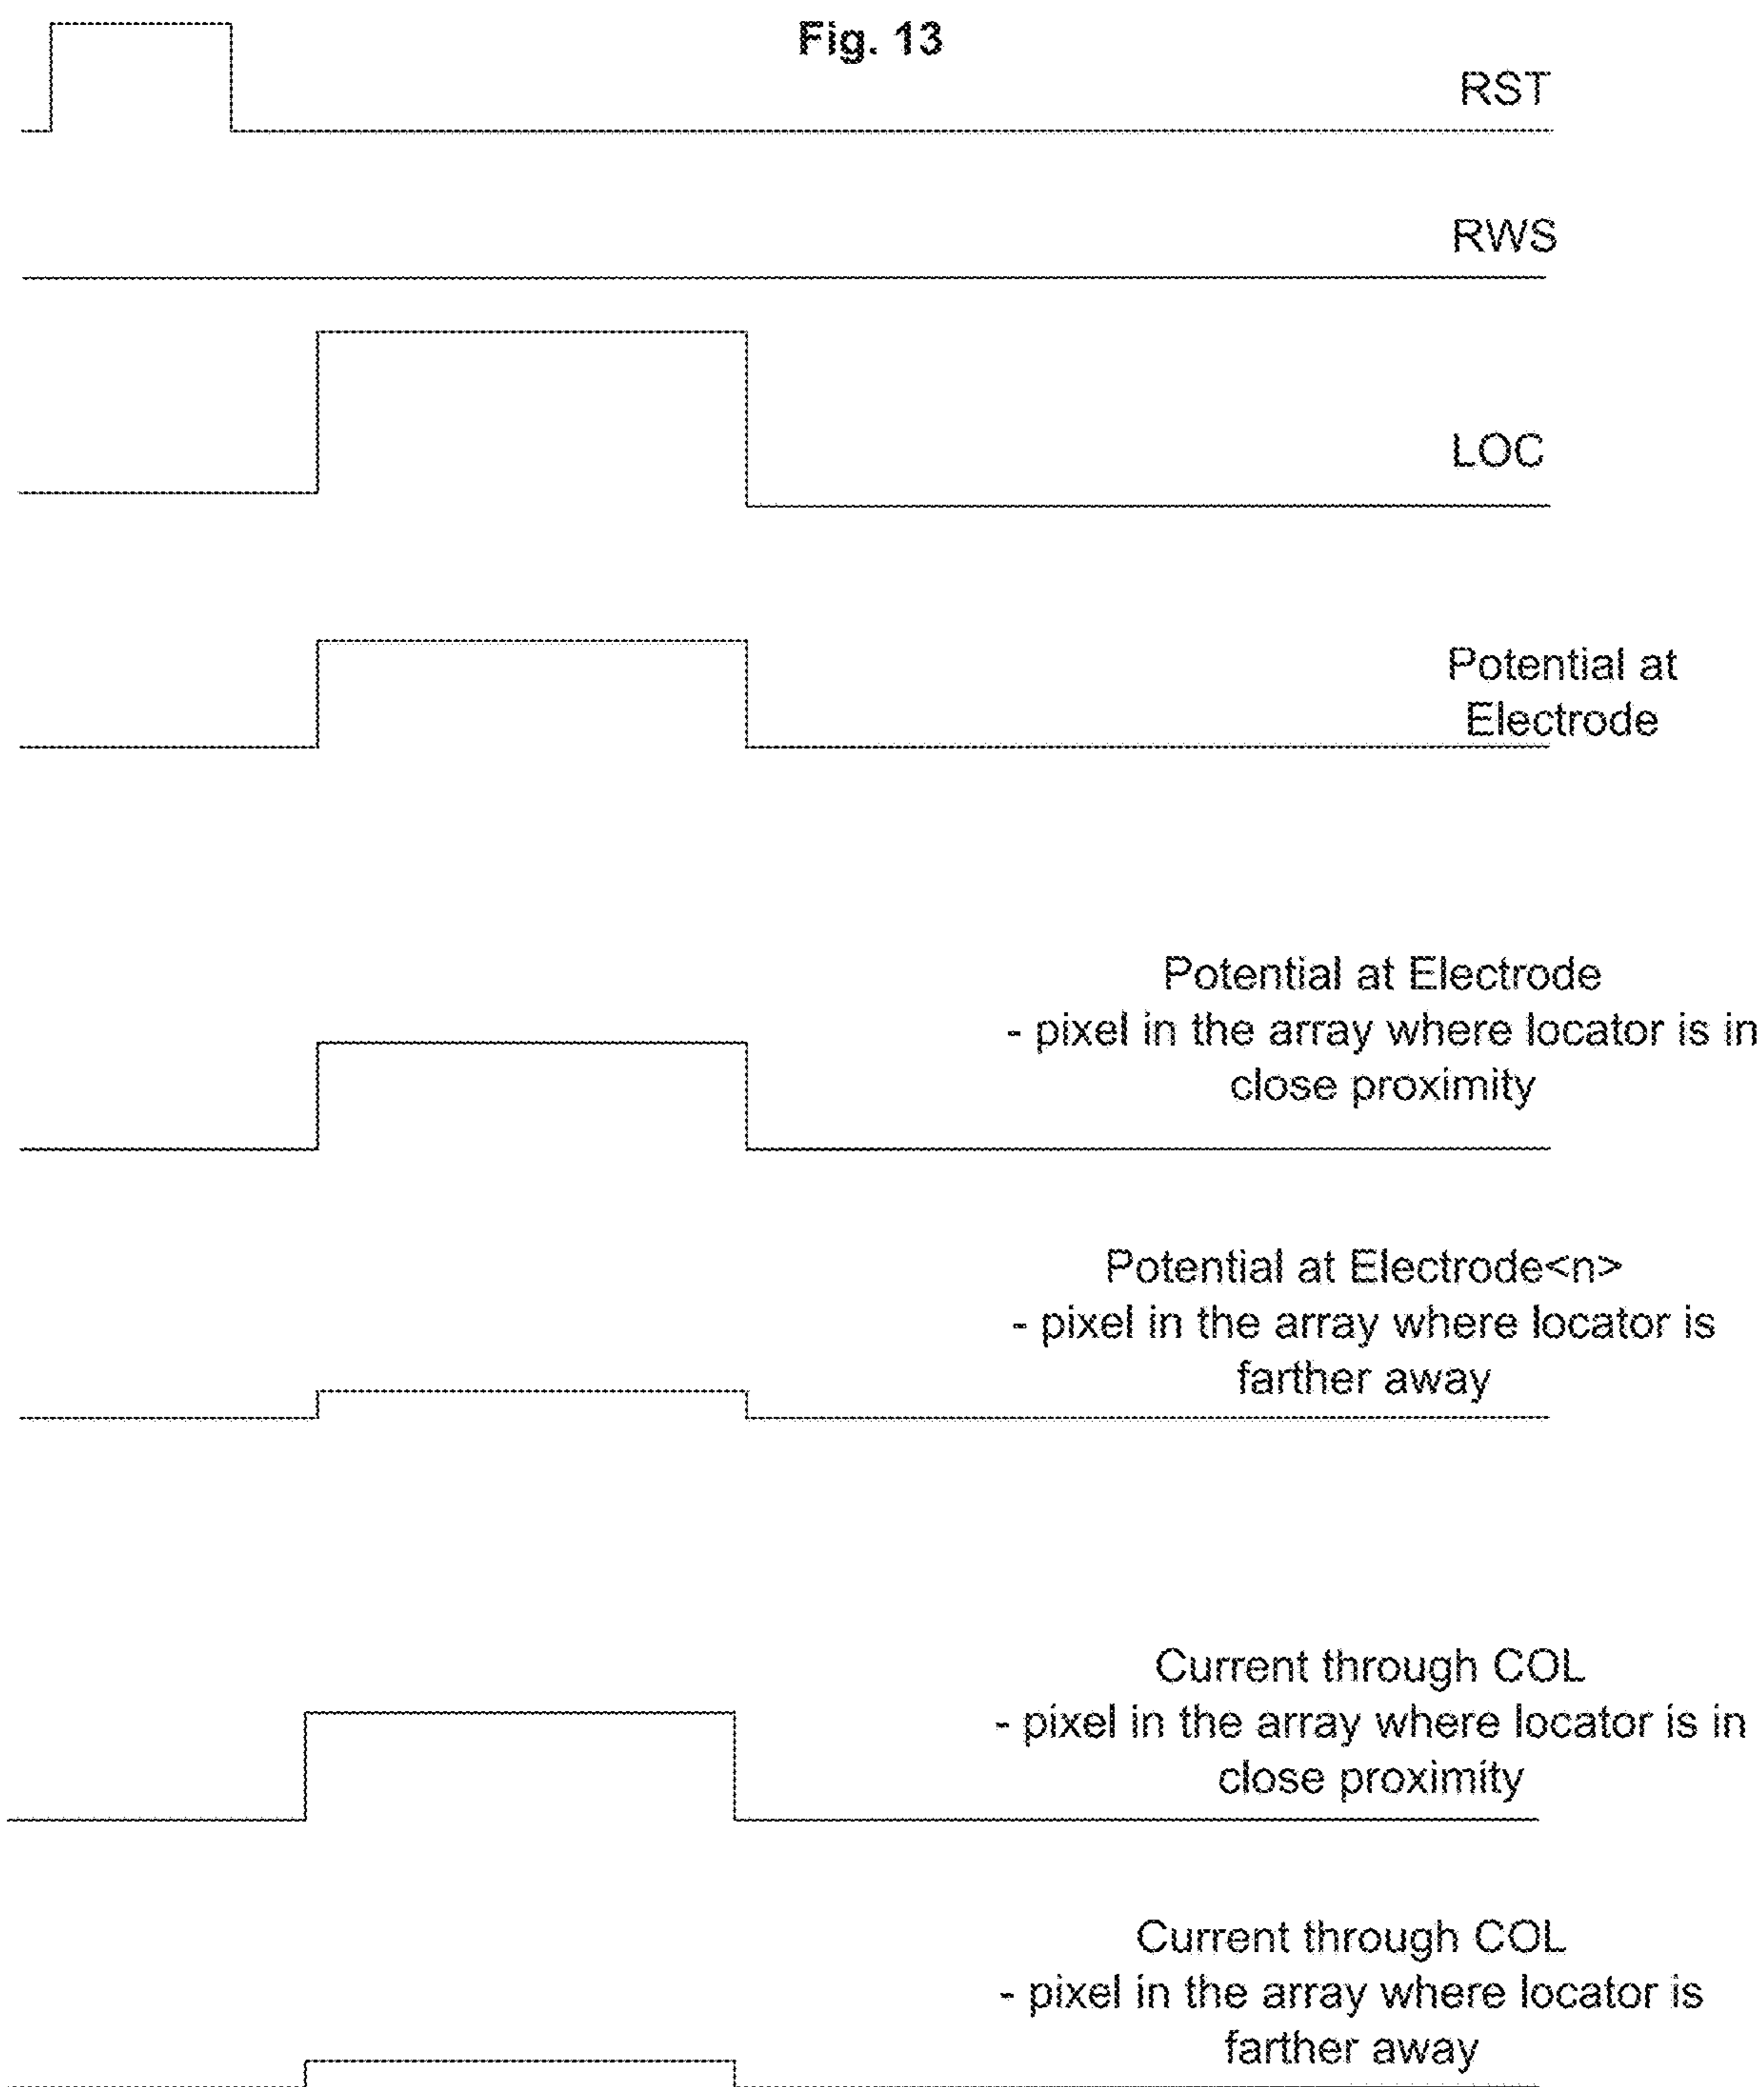 Fig. 13
RST
RWS
LOC
Potential at
Electrode
Potential at Electrode
- pixel in the array where locator is in
close proximity
Potential at Electrode<n>
- pixel in the array where locator is
farther away
Current through COL
- pixel in the array where locator is in
close proximity
Current through COL
- pixel in the array where locator is
farther away